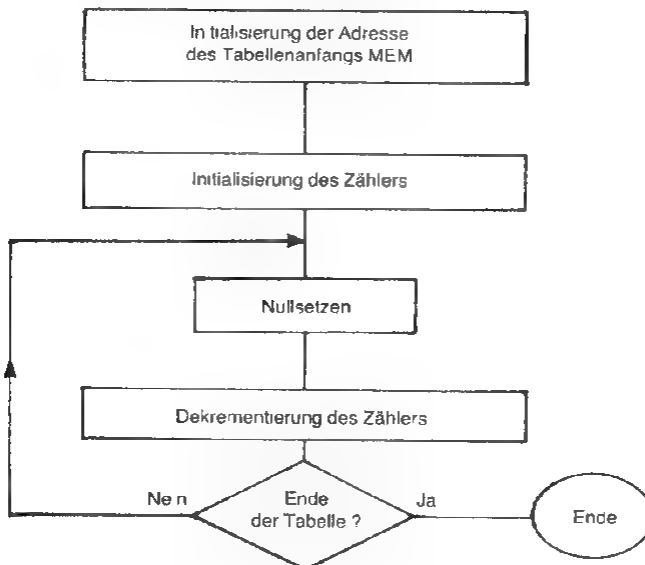 Initialisierung der Adresse
des Tabellenanfangs MEM
Initialisierung des Zählers
Nullsetzen
Dekrementierung des Zählers
Nein
Ende
der Tabelle ?
Ja
Ende